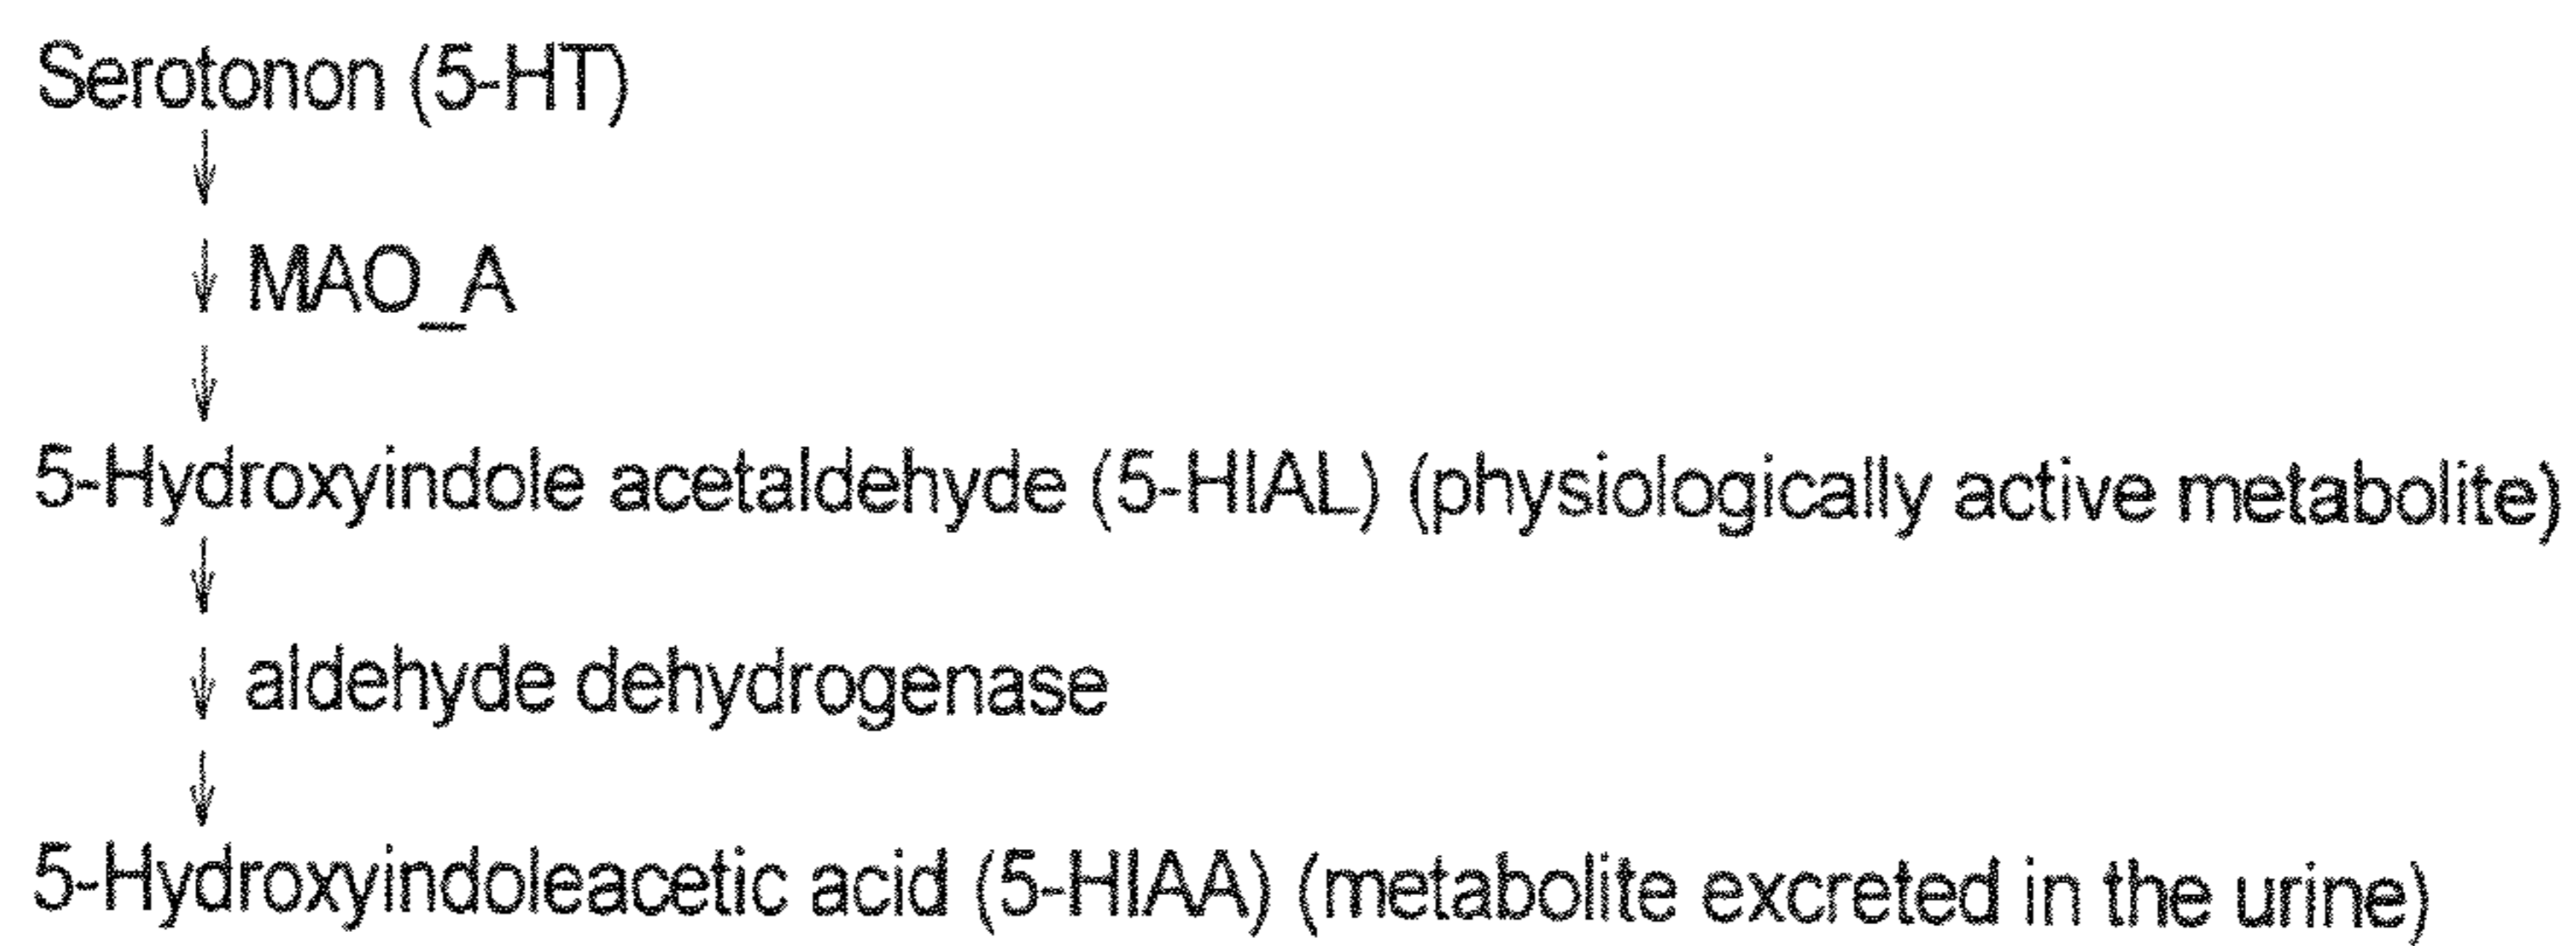 Serotonon (5-HT)
↓
↓ MAO_A
↓
5-Hydroxyindole acetaldehyde (5-HIAL) (physiologically active metabolite)
↓
↓ aldehyde dehydrogenase
↓
5-Hydroxyindoleacetic acid (5-HIAA) (metabolite excreted in the urine)